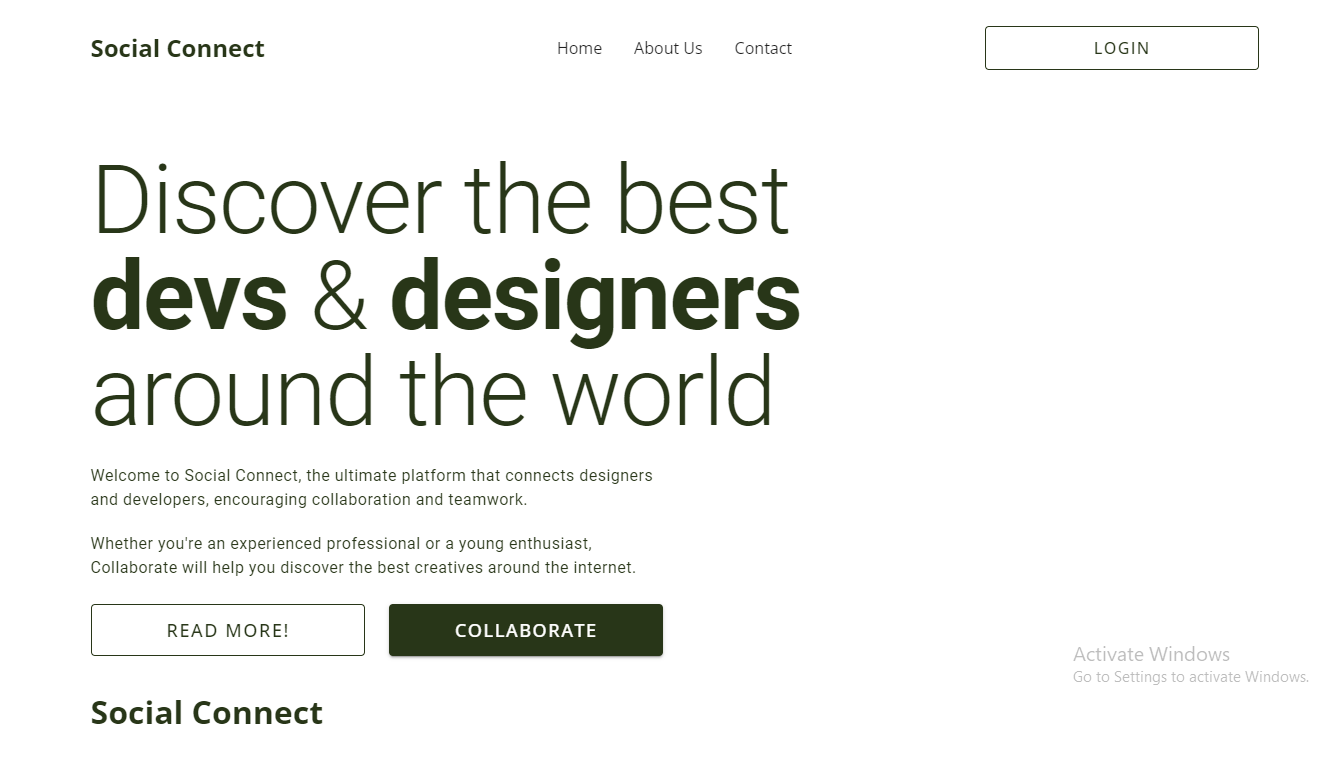 Social Connect
Home
About Us
Contact
LOGIN
Discover the best
devs & designers
around the world
Welcome to Social Connect, the ultimate platform that connects designers
and developers, encouraging collaboration and teamwork.
Whether you're an experienced professional or a young enthusiast,
Collaborate will help you discover the best creatives around the internet.
READ MORE!
COLLABORATE
Activate Windows
Go to Settings to activate Windows.
Social Connect